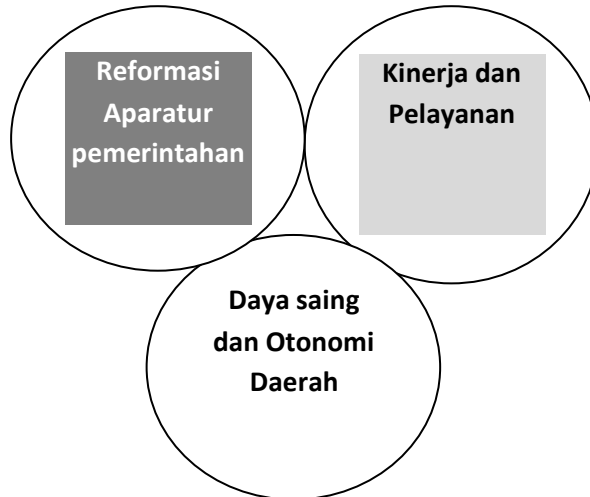 Reformasi
Aparatur
pemerintahan
Kinerja dan
Pelayanan
Daya saing
dan Otonomi
Daerah